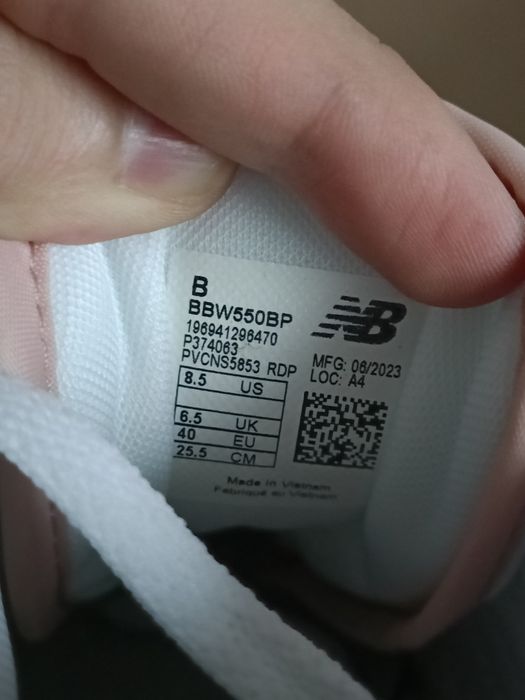 B
BBW550BP
196941296470
P374063
PVCNS5853 RDP
NB
MFG: 06/2023
LOC: A4
8.5 US
6.5 UK
40 EU
25.5 CM
Made in Vietnam
Fabriqué au Vietnam